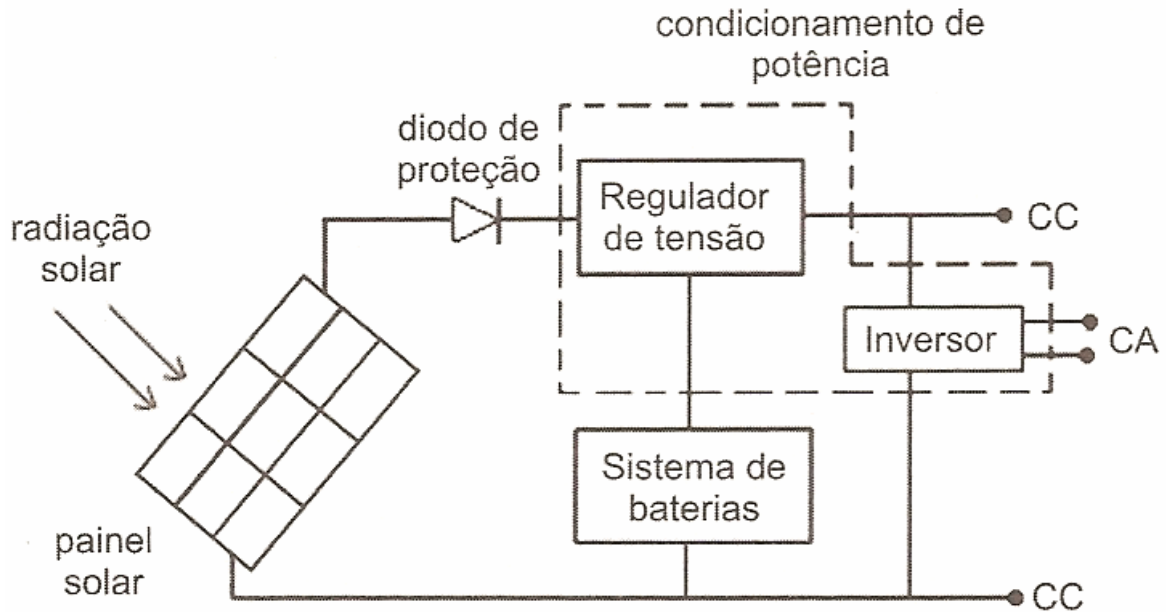 condicionamento de
potência
diodo de
proteção
Regulador
de tensão
CC
radiação
solar
Inversor
CA
Sistema de
baterias
painel
solar
CC